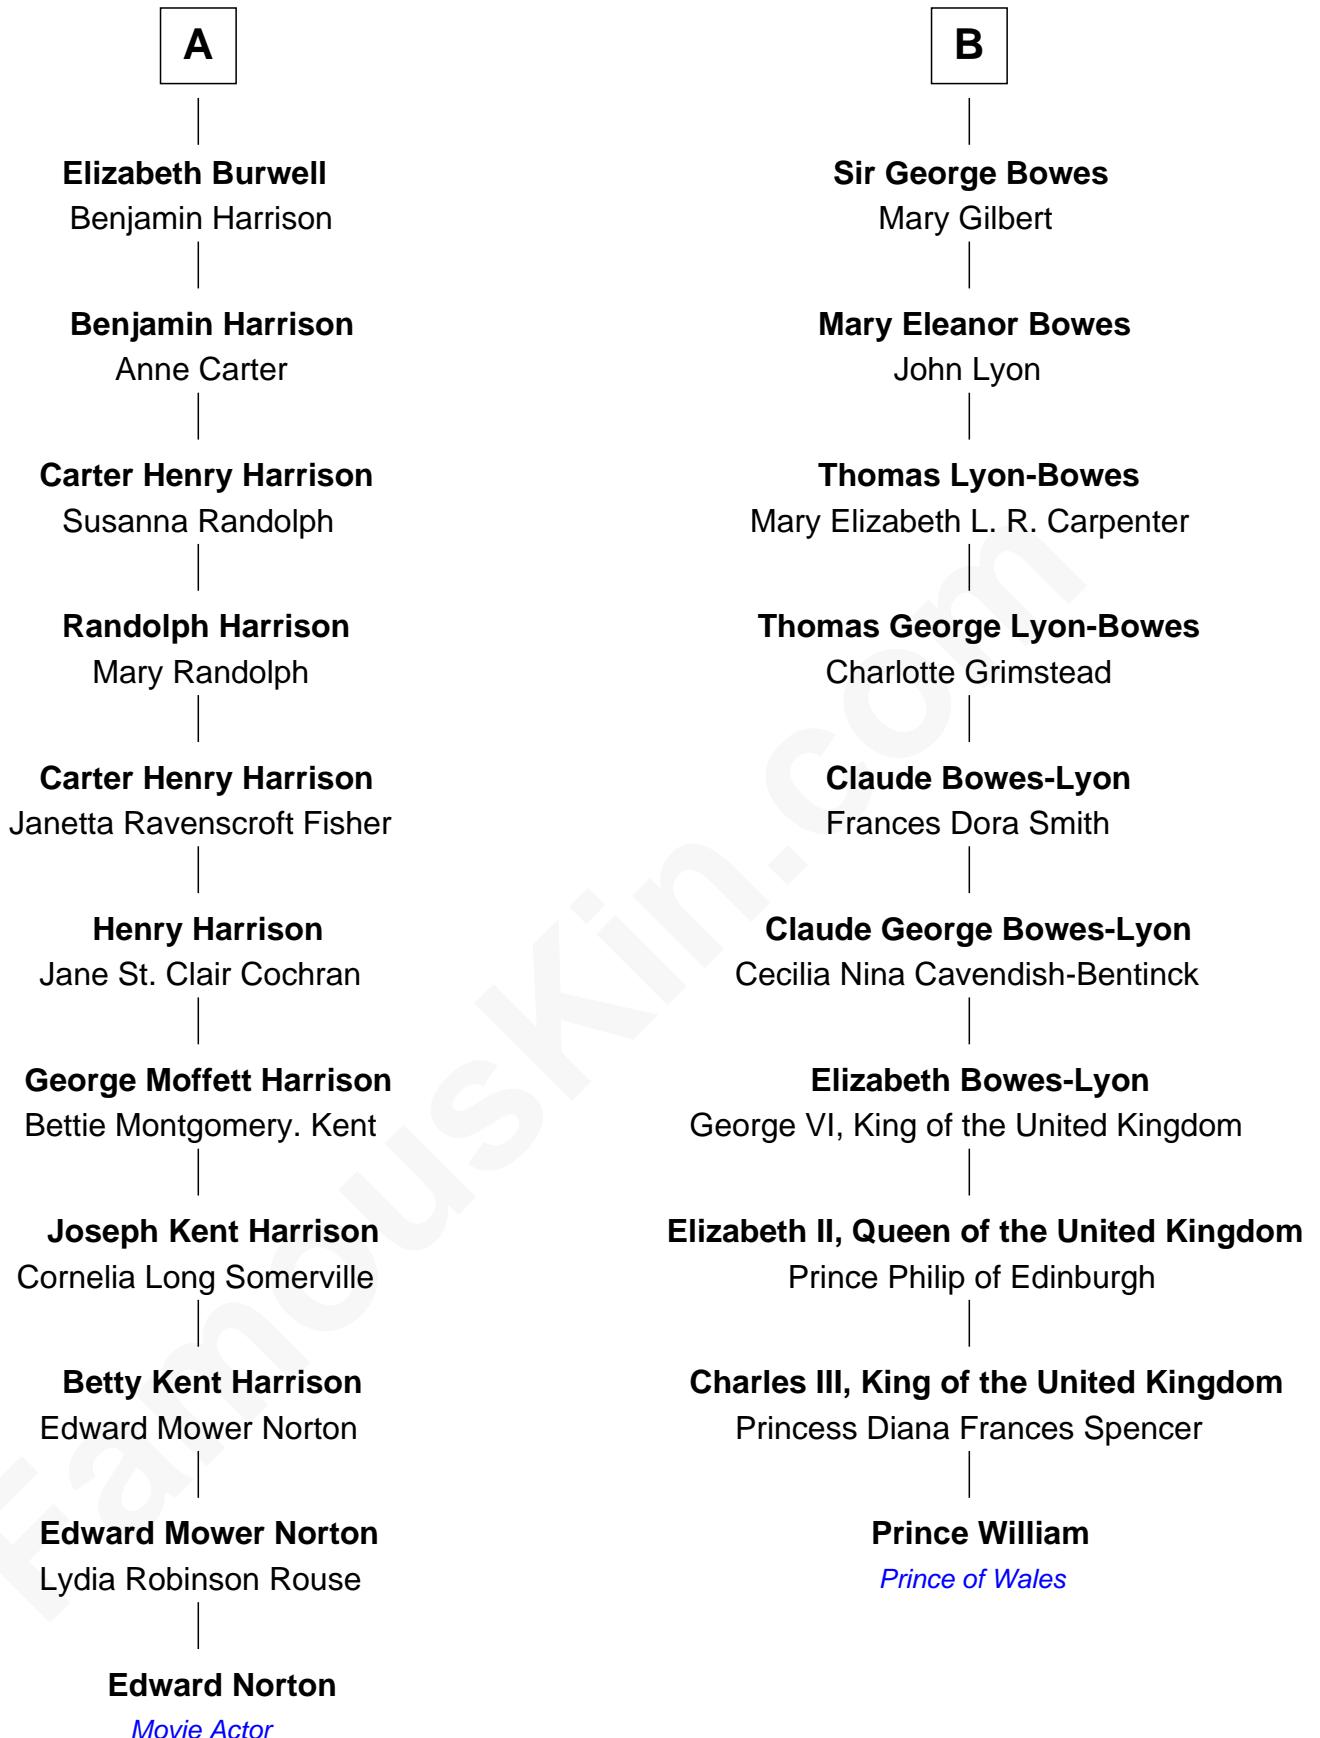 A
Elizabeth Burwell
Benjamin Harrison
Benjamin Harrison
Anne Carter
Carter Henry Harrison
Susanna Randolph
Randolph Harrison
Mary Randolph
Carter Henry Harrison
Janetta Ravenscroft Fisher
Henry Harrison
Jane St. Clair Cochran
George Moffett Harrison
Bettie Montgomery. Kent
Joseph Kent Harrison
Cornelia Long Somerville
Betty Kent Harrison
Edward Mower Norton
Edward Mower Norton
Lydia Robinson Rouse
Edward Norton
Movie Actor
B
Sir George Bowes
Mary Gilbert
Mary Eleanor Bowes
John Lyon
Thomas Lyon-Bowes
Mary Elizabeth L. R. Carpenter
Thomas George Lyon-Bowes
Charlotte Grimstead
Claude Bowes-Lyon
Frances Dora Smith
Claude George Bowes-Lyon
Cecilia Nina Cavendish-Bentinck
Elizabeth Bowes-Lyon
George VI, King of the United Kingdom
Elizabeth II, Queen of the United Kingdom
Prince Philip of Edinburgh
Charles III, King of the United Kingdom
Princess Diana Frances Spencer
Prince William
Prince of Wales
FamousKin.com